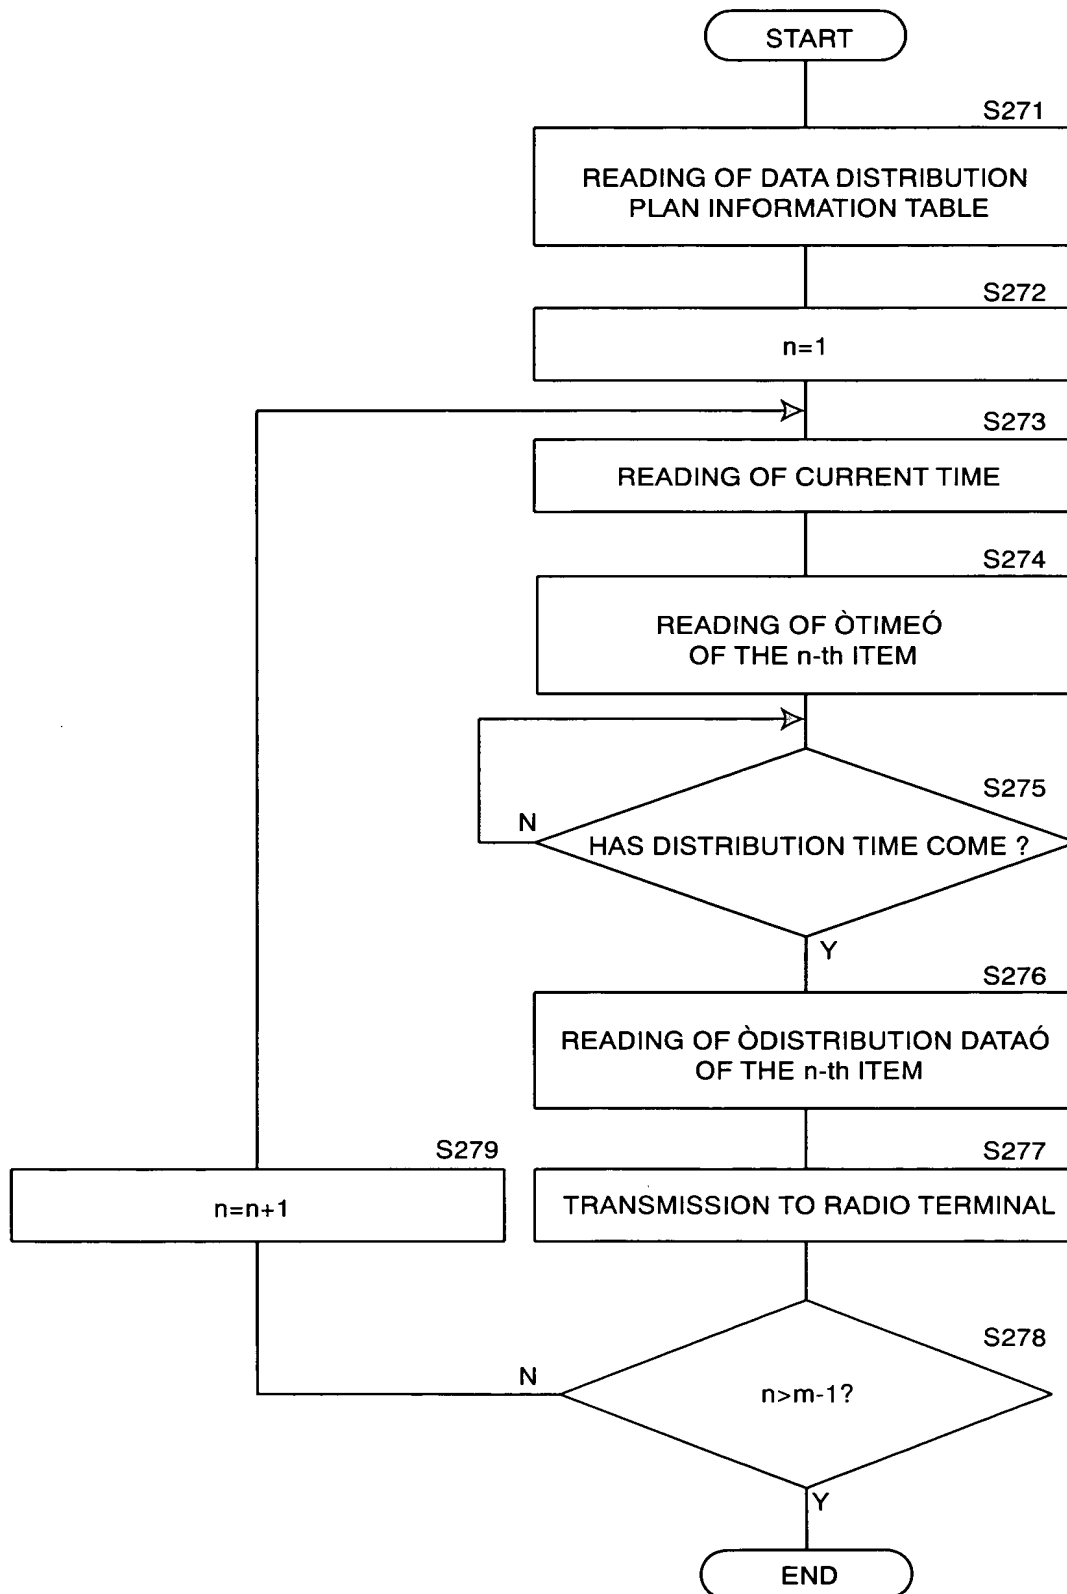 START
S271
READING OF DATA DISTRIBUTION
PLAN INFORMATION TABLE
S272
n=1
S273
READING OF CURRENT TIME
S274
READING OF ÒTIMEÓ
OF THE n-th ITEM
S275
N
HAS DISTRIBUTION TIME COME ?
Y
S276
READING OF ÒDISTRIBUTION DATAÓ
OF THE n-th ITEM
S279
n=n+1
S277
TRANSMISSION TO RADIO TERMINAL
S278
N
n>m-1?
Y
END